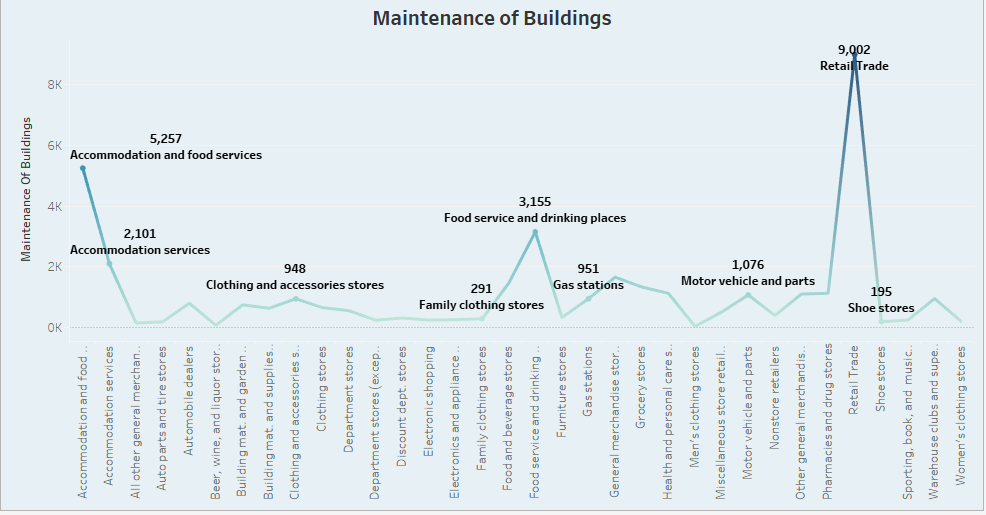 Maintenance of Buildings
Maintenance Of Buildings
8K
6K
4K
2K
0K
9,002
Retail Trade
5,257
Accommodation and food services
3,155
Food service and drinking places
2,101
Accommodation services
948
Clothing and accessories stores
291
Family clothing stores
951
Gas stations
1,076
Motor vehicle and parts
195
Shoe stores
Accommodation and food ..
Accommodation services
All other general merchan..
Auto parts and tire stores
Automobile dealers
Beer, wine, and liquor stor..
Building mat. and garden ..
Building mat. and supplies..
Clothing and accessories s..
Clothing stores
Department stores
Department stores (excep..
Discount dept. stores
Electronic shopping
Electronics and appliance ..
Family clothing stores
Food and beverage stores
Food service and drinking ..
Furniture stores
Gas stations
General merchandise stor..
Grocery stores
Health and personal care s..
Men's clothing stores
Miscellaneous store retail..
Motor vehicle and parts
Nonstore retailers
Other general merchandis..
Pharmacies and drug stores
Retail Trade
Shoe stores
Sporting, book, and music..
Warehouse clubs and supe..
Women's clothing stores